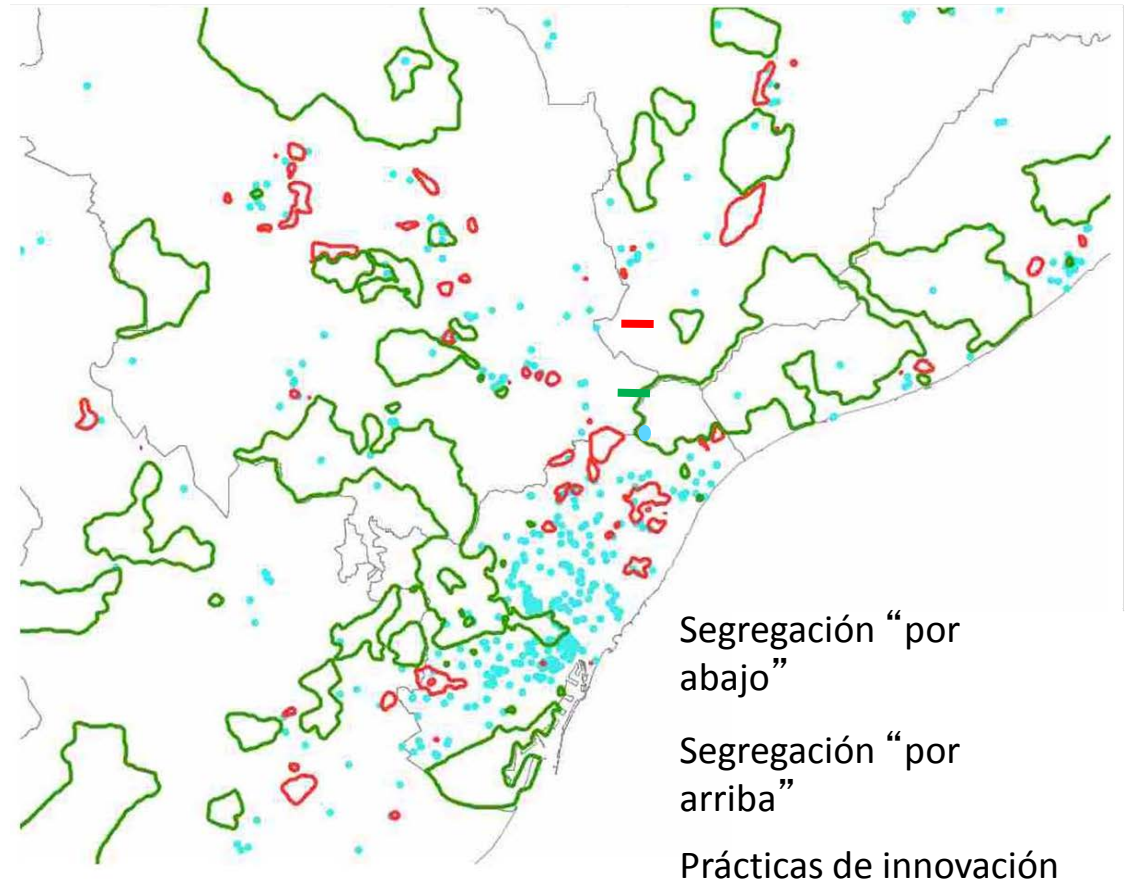 Segregación “por
abajo”
Segregación “por
arriba”
Prácticas de innovación